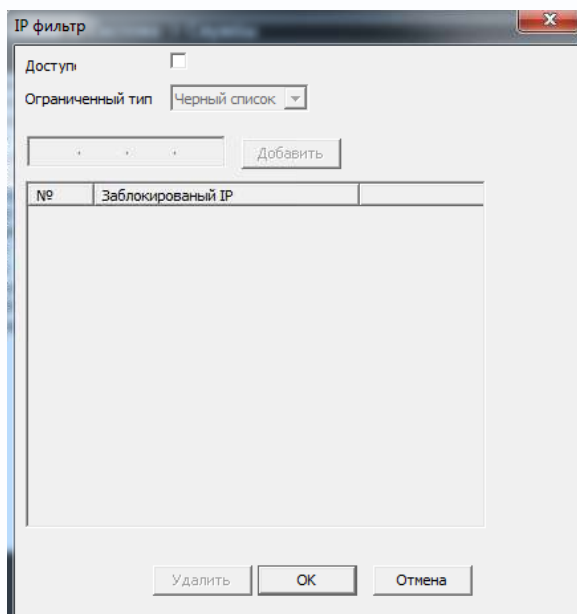 IP фильтр
Доступ
Ограниченный тип Черный список
. . . Добавить
№ Заблокированый IP
Удалить OK Отмена